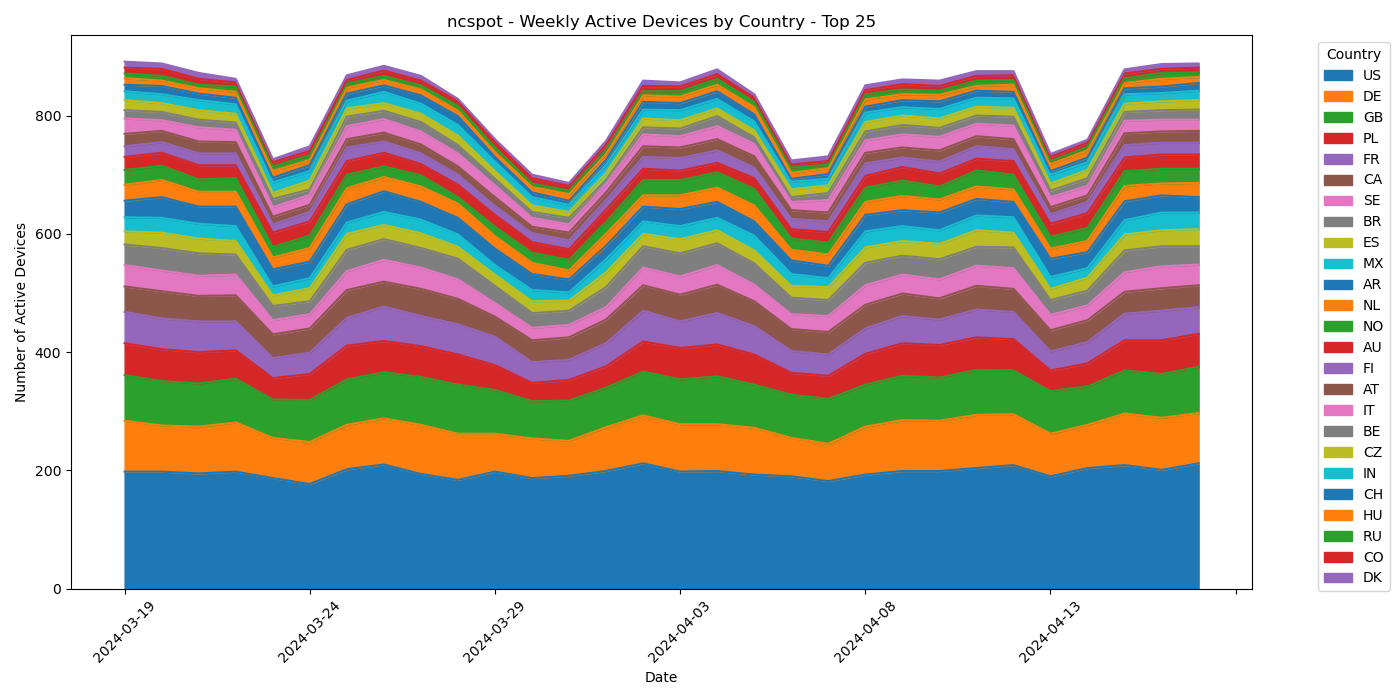 ncspot - Weekly Active Devices by Country - Top 25
Number of Active Devices
800
600
400
200
0
2024-03-19
2024-03-24
2024-03-29
2024-04-03
2024-04-08
2024-04-13
Date
Country
US
DE
GB
PL
FR
CA
SE
BR
ES
MX
AR
NL
NO
AU
FI
AT
IT
BE
CZ
IN
CH
HU
RU
CO
DK